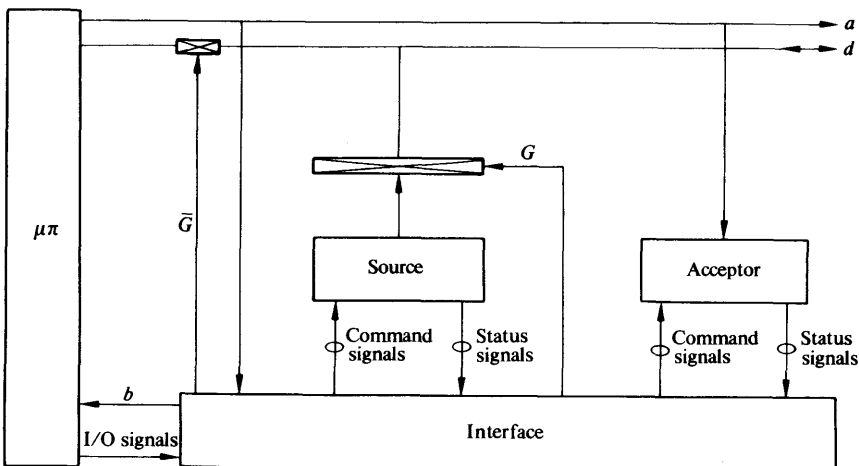 a
d
G
μπ
G̅
Source
Acceptor
Command
signals
Status
signals
Command
signals
Status
signals
b
I/O signals
Interface